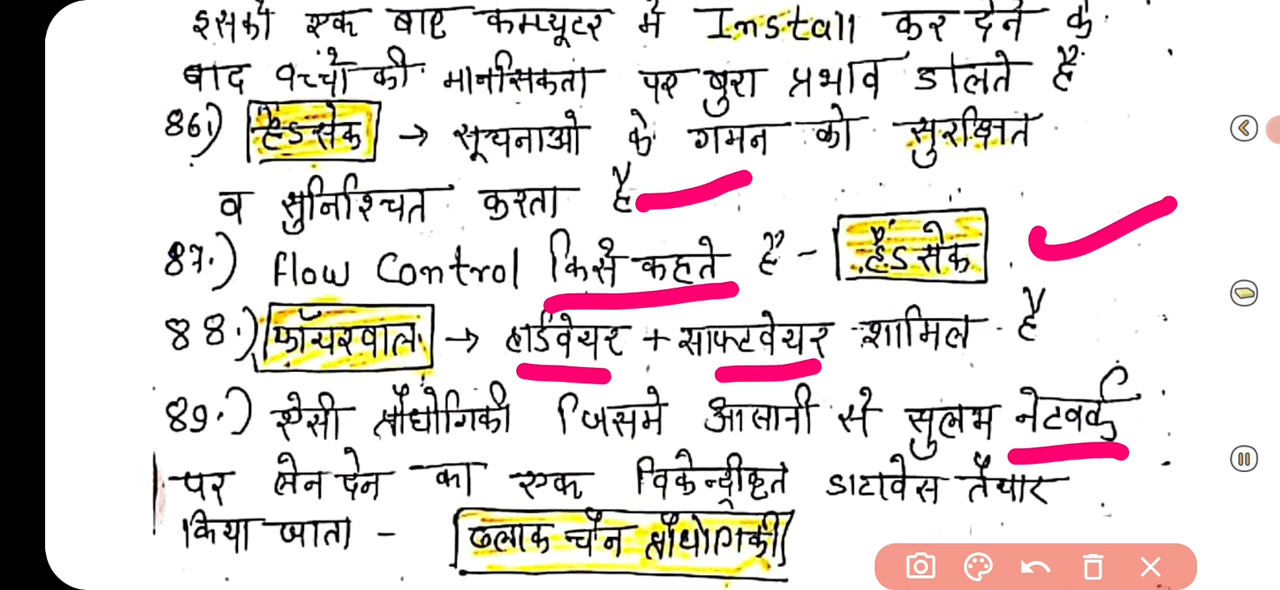 इसको एक बार कम्प्यूटर में Install कर देने के
बाद बच्चों की मानसिकता पर बुरा प्रभाव डालते है
86.) हैंडसेक → सूचनाओ के गमन को सुरक्षित
व सुनिश्चित करता है
87.) flow Control किसे कहते हैं - हैंडसेक
88.) फॉयरवाल → हार्डवेयर + साफ्टवेयर शामिल है
89.) ऐसी प्रौद्योगिकी जिसमे आसानी से सुलभ नेटवर्क
पर लेन देन का एक विकेन्द्रीकृत डाटावेस तैयार
किया जाता - ब्लाक चैन प्रौद्योगिकी